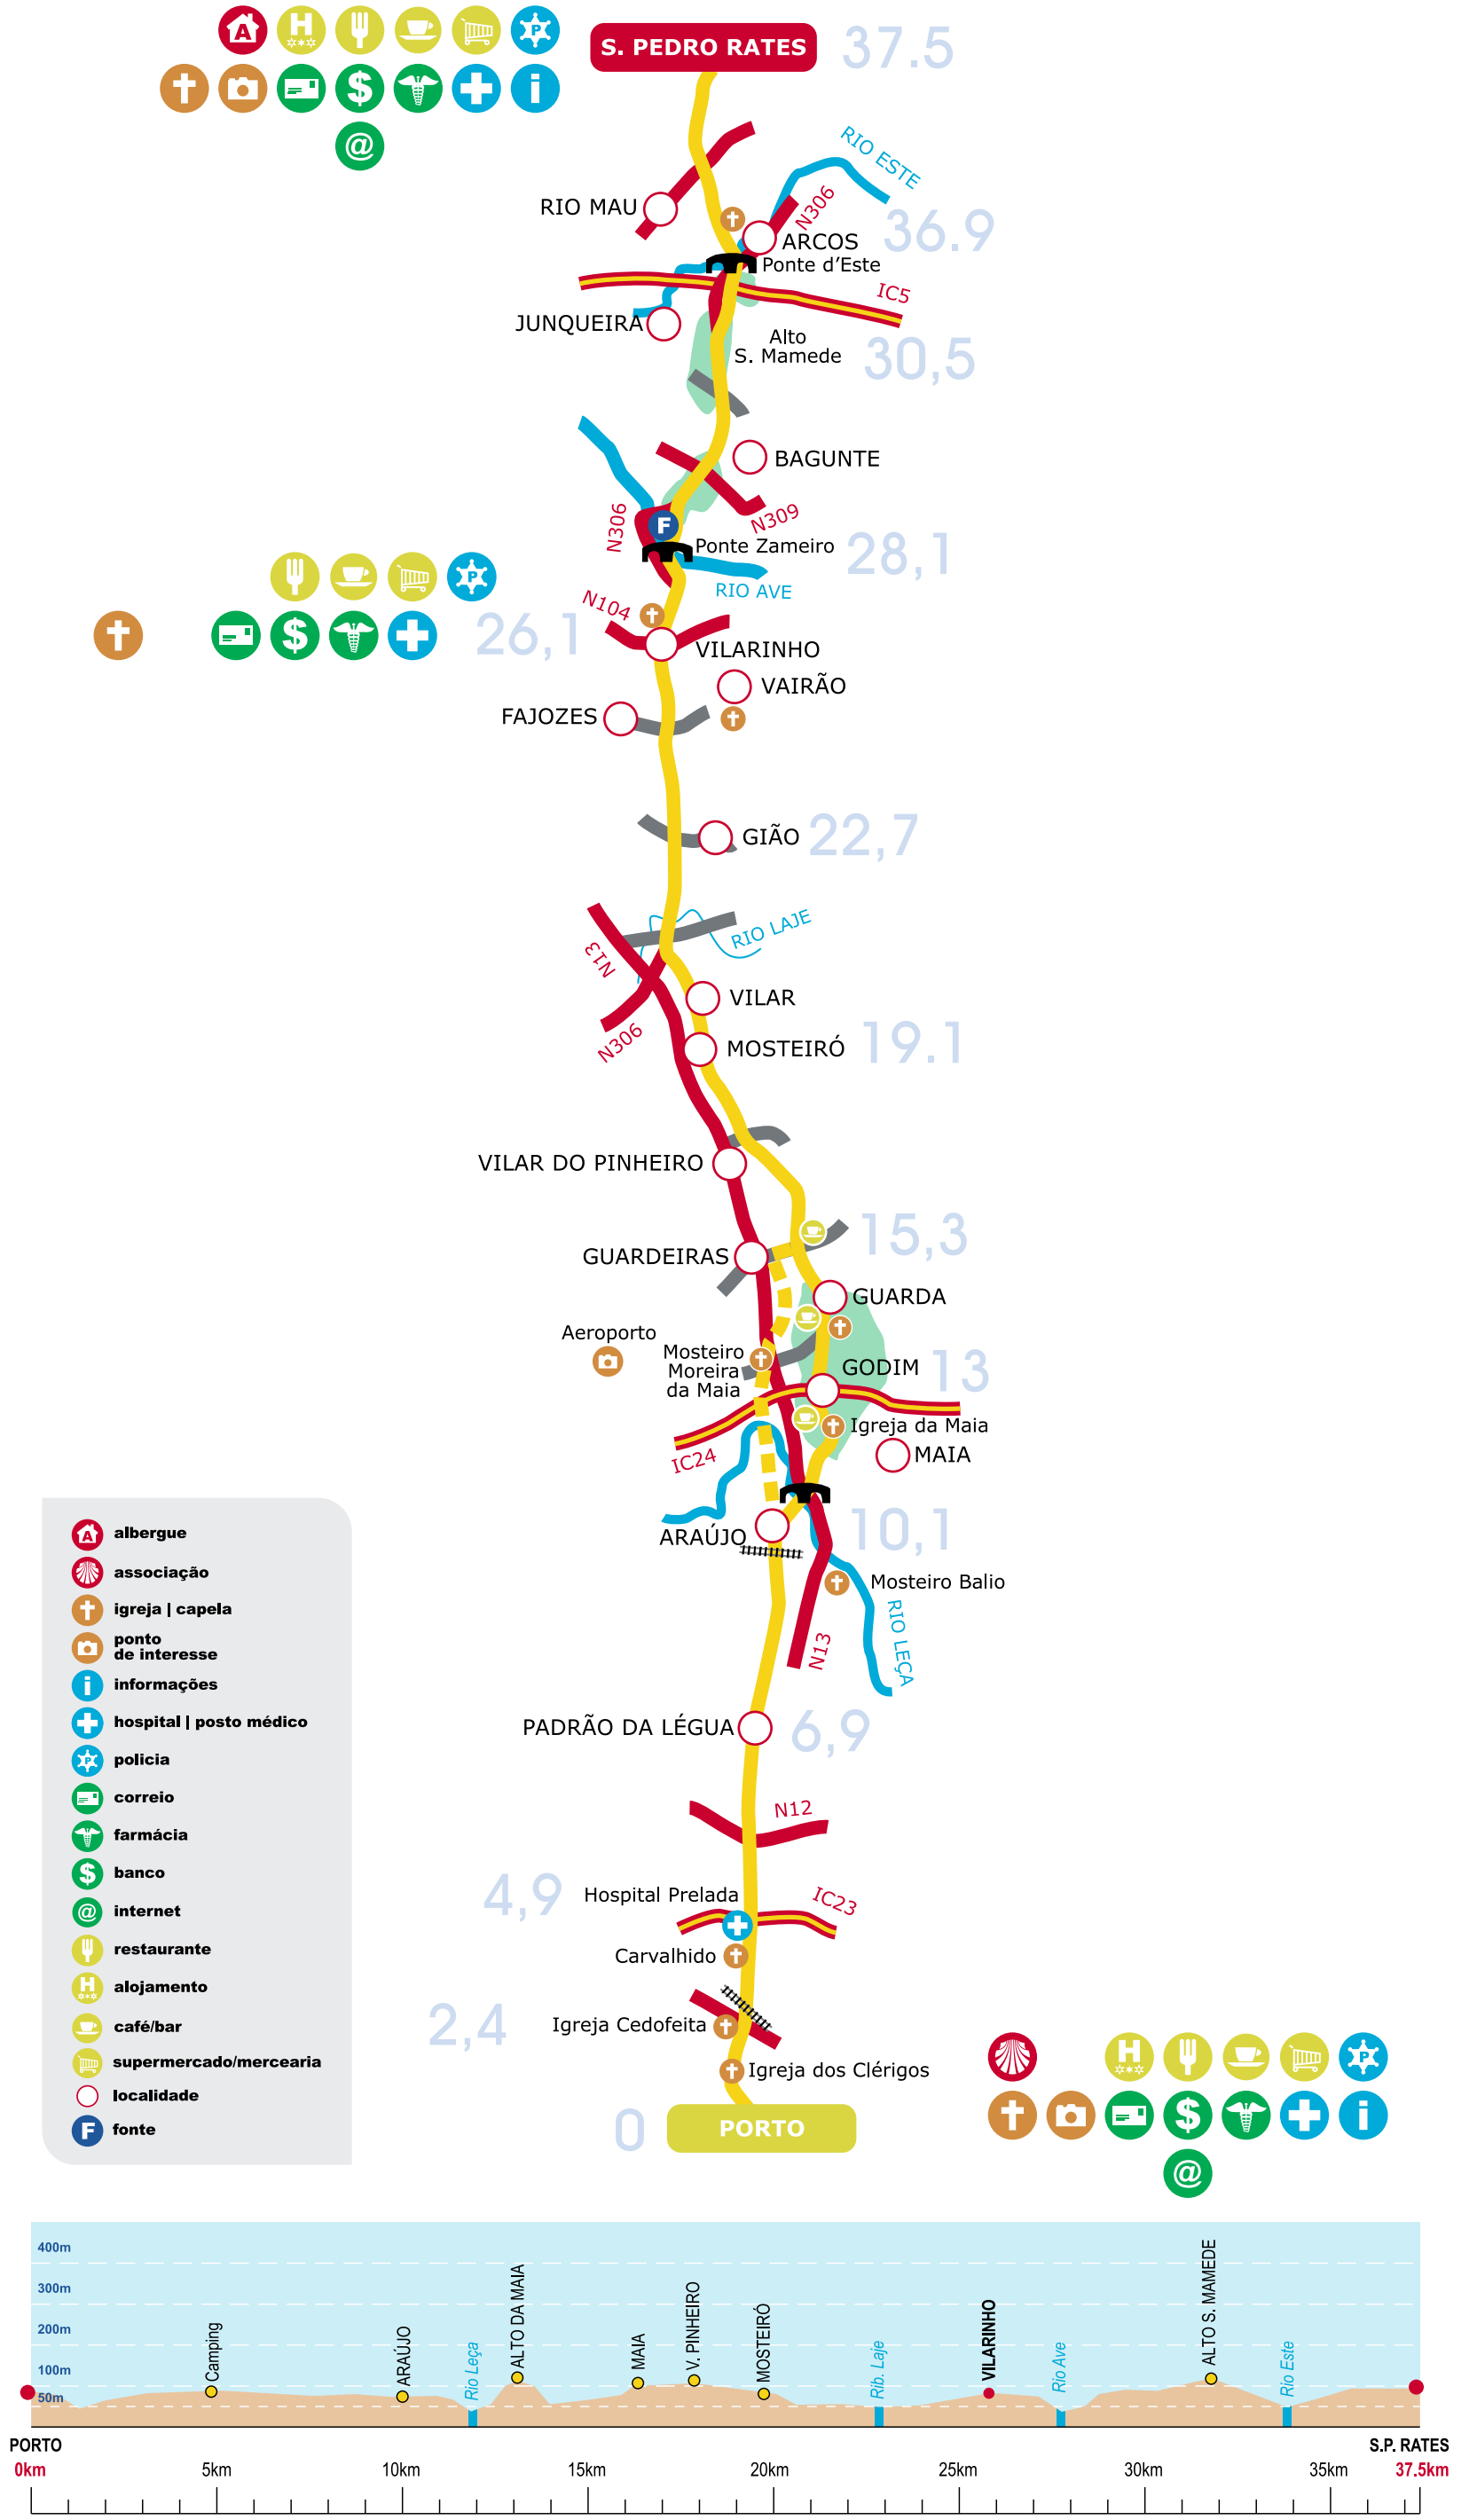 S. PEDRO RATES
37.5
RIO ESTE
N306
RIO MAU
ARCOS
36.9
Ponte d'Este
IC5
JUNQUEIRA
Alto
S. Mamede
30,5
BAGUNTE
N306
N309
F
Ponte Zameiro
28,1
RIO AVE
N104
26,1
VILARINHO
VAIRÃO
FAJOZES
GIÃO
22,7
RIO LAJE
N13
VILAR
N306
MOSTEIRÓ
19.1
VILAR DO PINHEIRO
15,3
GUARDEIRAS
GUARDA
Aeroporto
Mosteiro
Moreira
da Maia
GODIM
13
Igreja da Maia
IC24
MAIA
ARAÚJO
10,1
Mosteiro Balio
RIO LEÇA
N13
PADRÃO DA LÉGUA
6,9
N12
4,9
Hospital Prelada
IC23
Carvalhido
2,4
Igreja Cedofeita
Igreja dos Clérigos
0
PORTO
A albergue
associação
igreja | capela
ponto
de interesse
i informações
hospital | posto médico
P policia
correio
farmácia
$ banco
@ internet
restaurante
H alojamento
café/bar
supermercado/mercearia
localidade
F fonte
400m
300m
200m
100m
50m
Camping
ARAÚJO
Rio Leça
ALTO DA MAIA
MAIA
V. PINHEIRO
MOSTEIRÓ
Rib. Laje
VILARINHO
Rio Ave
ALTO S. MAMEDE
Rio Este
PORTO
S.P. RATES
0km
5km
10km
15km
20km
25km
30km
35km
37.5km